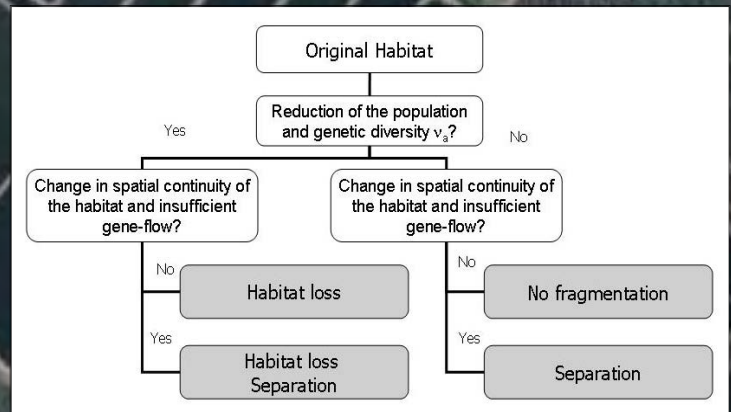 Original Habitat
Reduction of the population
and genetic diversity νa?
Yes
No
Change in spatial continuity of
the habitat and insufficient
gene-flow?
Change in spatial continuity of
the habitat and insufficient
gene-flow?
No
Habitat loss
No
No fragmentation
Yes
Habitat loss
Separation
Yes
Separation